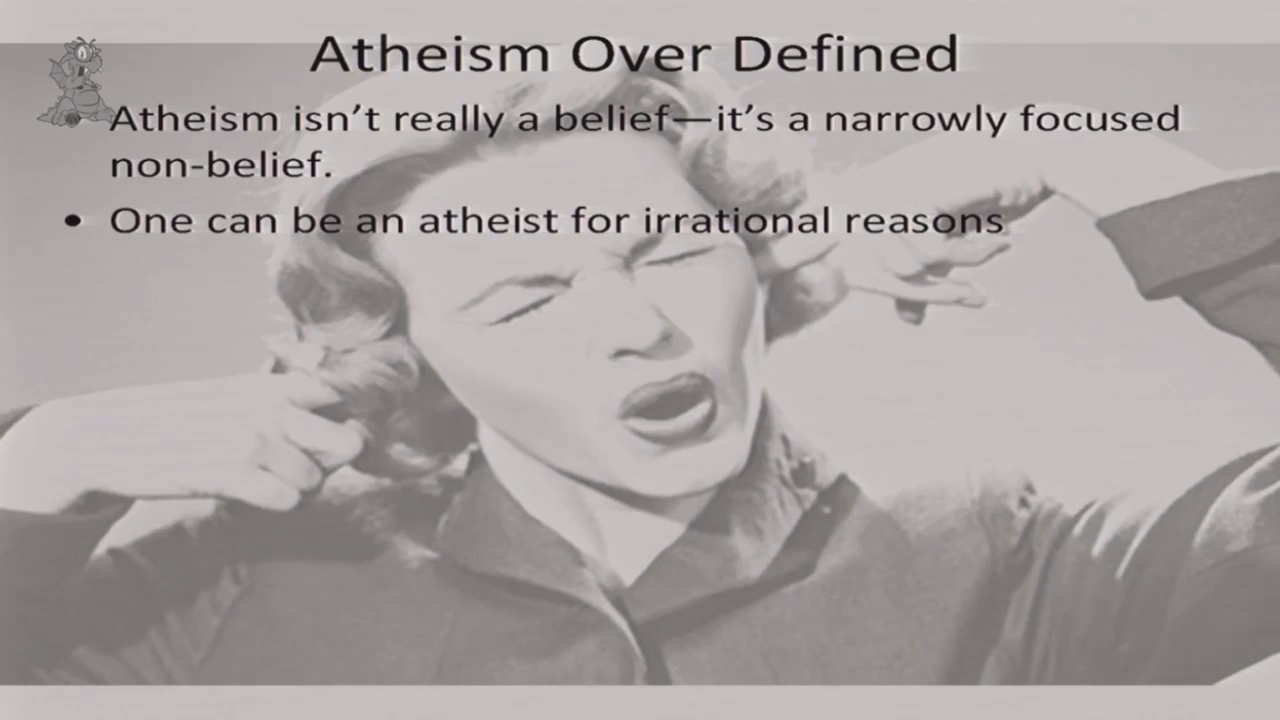 Atheism Over Defined
Atheism isn’t really a belief—it’s a narrowly focused
non-belief.
• One can be an atheist for irrational reasons